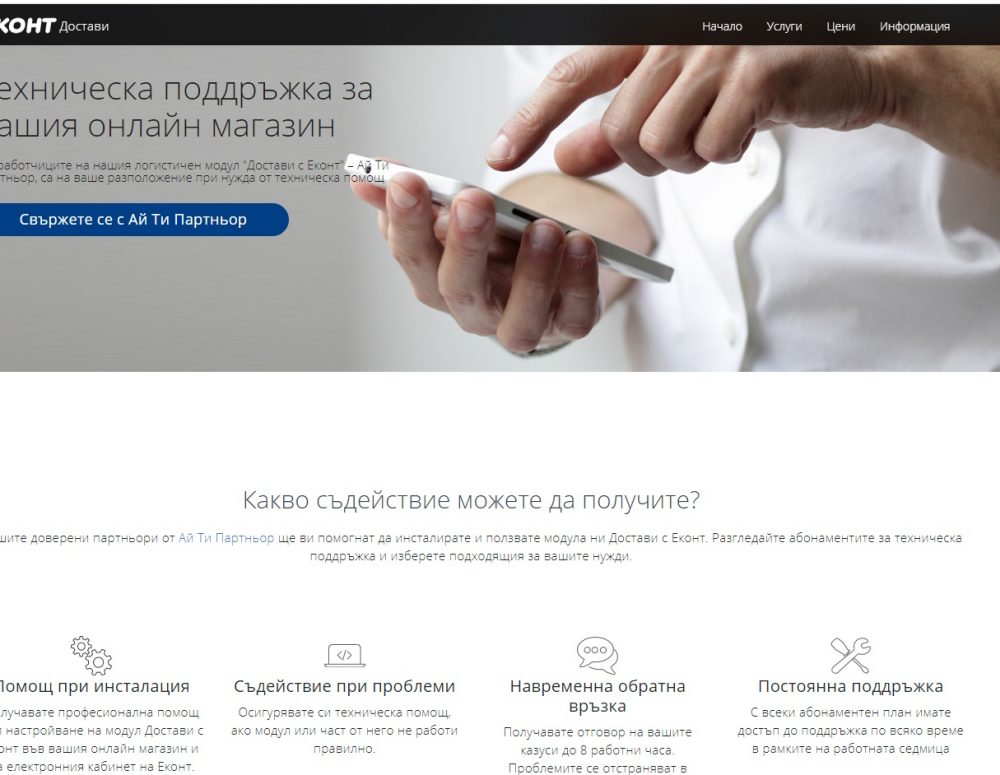 КОНТ Достави
Начало Услуги Цени Информация
ехническа поддръжка за
ашия онлайн магазин
работчиците на нашия логистичен модул "Достави с Еконт" – Ай Ти
тньор, са на ваше разположение при нужда от техническа помощ
Свържете се с Ай Ти Партньор
Какво съдействие можете да получите?
шите доверени партньори от Ай Ти Партньор ще ви помогнат да инсталирате и ползвате модула ни Достави с Еконт. Разгледайте абонаментите за техническа
поддръжка и изберете подходящия за вашите нужди.
Помощ при инсталация
лучавате професионална помощ
и настройване на модул Достави с
онт във вашия онлайн магазин и
а електронния кабинет на Еконт.
Съдействие при проблеми
Осигурявате си техническа помощ,
ако модул или част от него не работи
правилно.
Навременна обратна
връзка
Получавате отговор на вашите
казуси до 8 работни часа.
Проблемите се отстраняват в
Постоянна поддръжка
С всеки абонаментен план имате
достъп до поддръжка по всяко време
в рамките на работната седмица